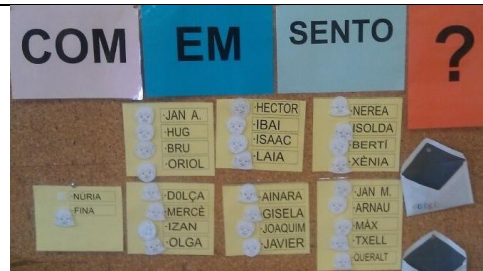 COM EM SENTO ?
·JAN A.
·HUG
·BRU
·ORIOL
·HECTOR
·IBAI
·ISAAC
·LAIA
·NEREA
ISOLDA
·BERTÍ
·XÈNIA
NÚRIA
·FINA
·DOLÇA
·MERCÈ
·IZAN
·OLGA
·AINARA
·GISELA
·JOAQUIM
·JAVIER
·JAN M.
·ARNAU
·MÀX
·TXELL
·QUERALT